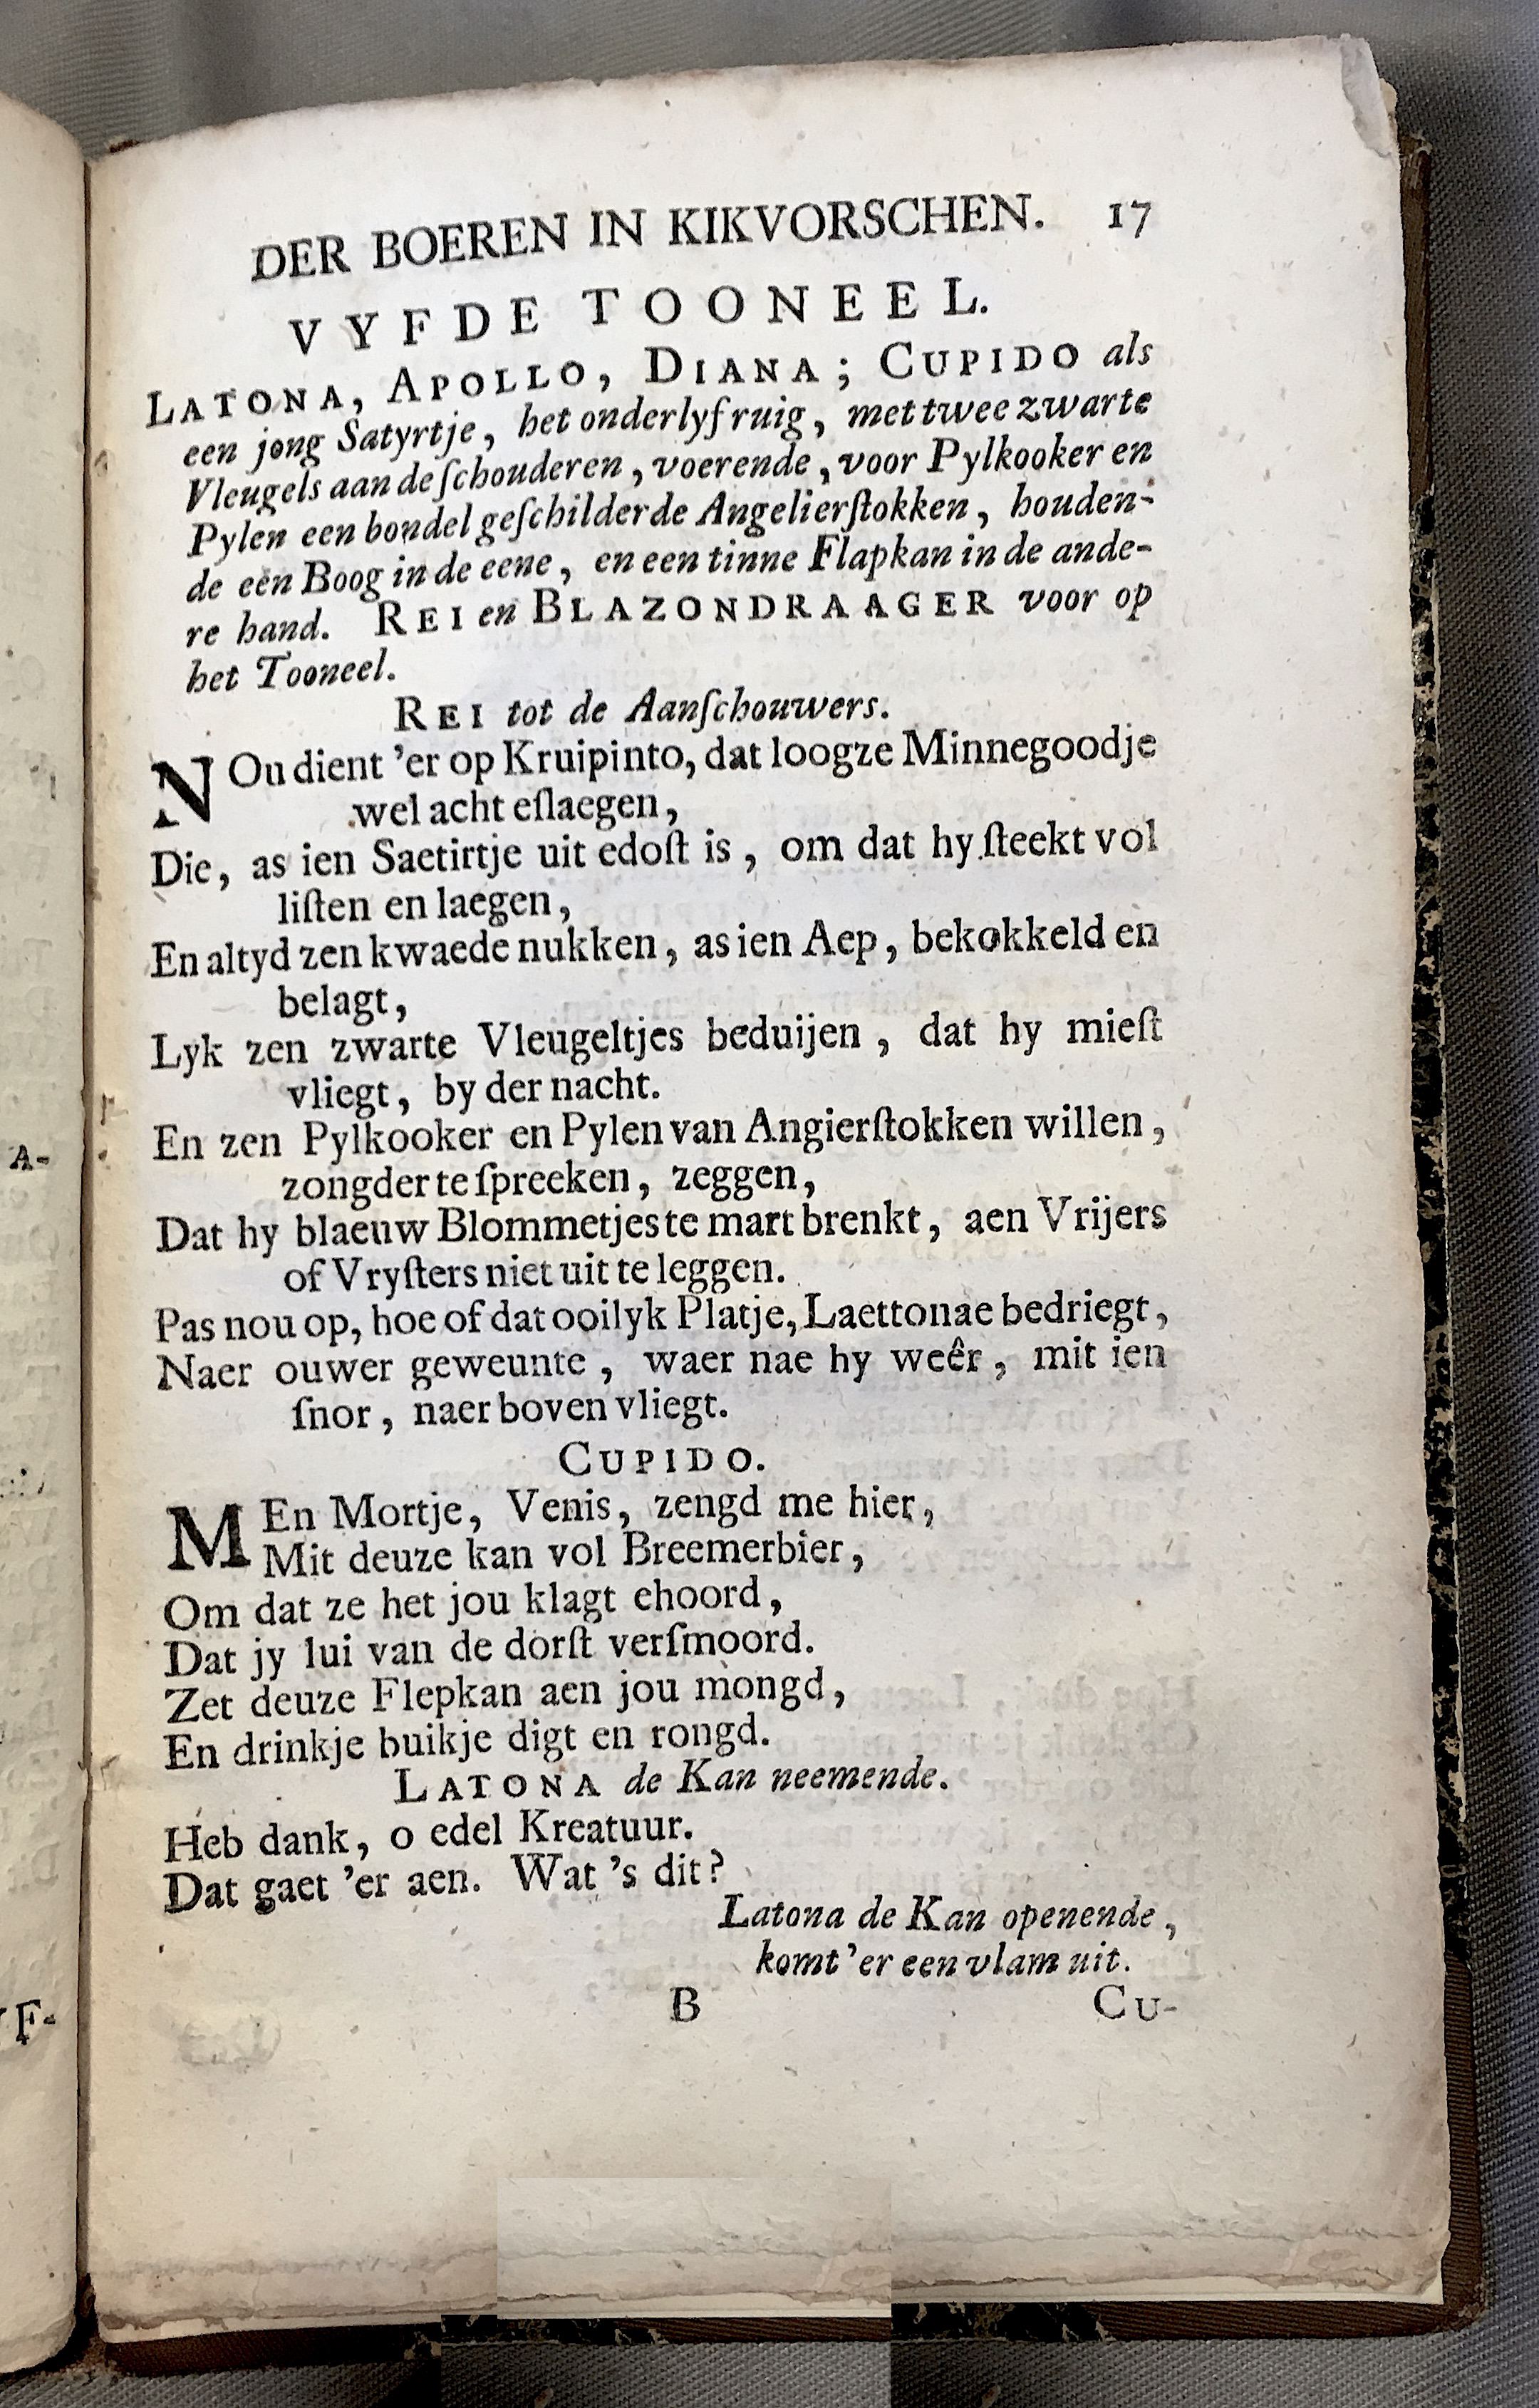 DER BOEREN IN KIKVORSCHEN. 17
VYFDE TOONEEL.
LATONA, APOLLO, DIANA; CUPIDO als
een jong Satyrtje, het onderlyf ruig, met twee zwarte
Vleugels aan de ſchouderen, voerende, voor Pylkooker en
Pylen een bondel geſchilderde Angelierſtokken, houden-
de een Boog in de eene, en een tinne Flapkan in de ande-
re hand. REI en BLAZONDRAAGER voor op
het Tooneel.
REI tot de Aanſchouwers.
NOu dient 'er op Kruipinto, dat loogze Minnegoodje
wel acht eſlaegen,
Die, as ien Saetirtje uit edoſt is, om dat hy ſteekt vol
liſten en laegen,
En altyd zen kwaede nukken, as ien Aep, bekokkeld en
belagt,
Lyk zen zwarte Vleugeltjes beduijen, dat hy mieſt
vliegt, by der nacht.
En zen Pylkooker en Pylen van Angierſtokken willen,
zongder te ſpreeken, zeggen,
Dat hy blaeuw Blommetjes te mart brenkt, aen Vrijers
of Vryſters niet uit te leggen.
Pas nou op, hoe of dat ooilyk Platje, Laettonae bedriegt,
Naer ouwer geweunte, waer nae hy weêr, mit ien
ſnor, naer boven vliegt.
CUPIDO.
MEn Mortje, Venis, zengd me hier,
Mit deuze kan vol Breemerbier,
Om dat ze het jou klagt ehoord,
Dat jy lui van de dorſt verſmoord.
Zet deuze Flepkan aen jou mongd,
En drinkje buikje digt en rongd.
LATONA de Kan neemende.
Heb dank, o edel Kreatuur.
Dat gaet 'er aen. Wat 's dit?
Latona de Kan openende,
komt 'er een vlam uit.
B CU-
A-
F-